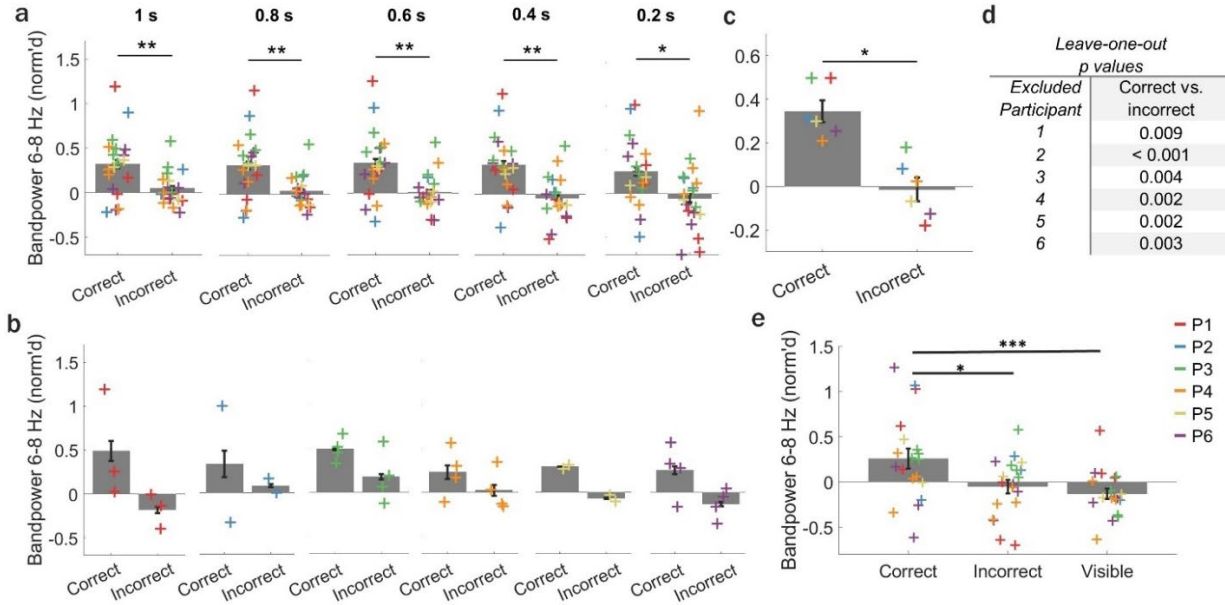 a
1 s
0.8 s
0.6 s
0.4 s
0.2 s
Bandpower 6-8 Hz (norm'd)
1.5
1
0.5
0
-0.5
**
**
**
**
*
Correct
Incorrect
Correct
Incorrect
Correct
Incorrect
Correct
Incorrect
Correct
Incorrect
c
0.6
0.4
0.2
0
-0.2
*
Correct
Incorrect
d
Leave-one-out
p values
Excluded Participant
Correct vs. incorrect
1 0.009
2 < 0.001
3 0.004
4 0.002
5 0.002
6 0.003
b
Bandpower 6-8 Hz (norm'd)
1.5
1
0.5
0
-0.5
Correct
Incorrect
Correct
Incorrect
Correct
Incorrect
Correct
Incorrect
Correct
Incorrect
Correct
Incorrect
e
Bandpower 6-8 Hz (norm'd)
1.5
1
0.5
0
-0.5
***
*
Correct
Incorrect
Visible
P1
P2
P3
P4
P5
P6